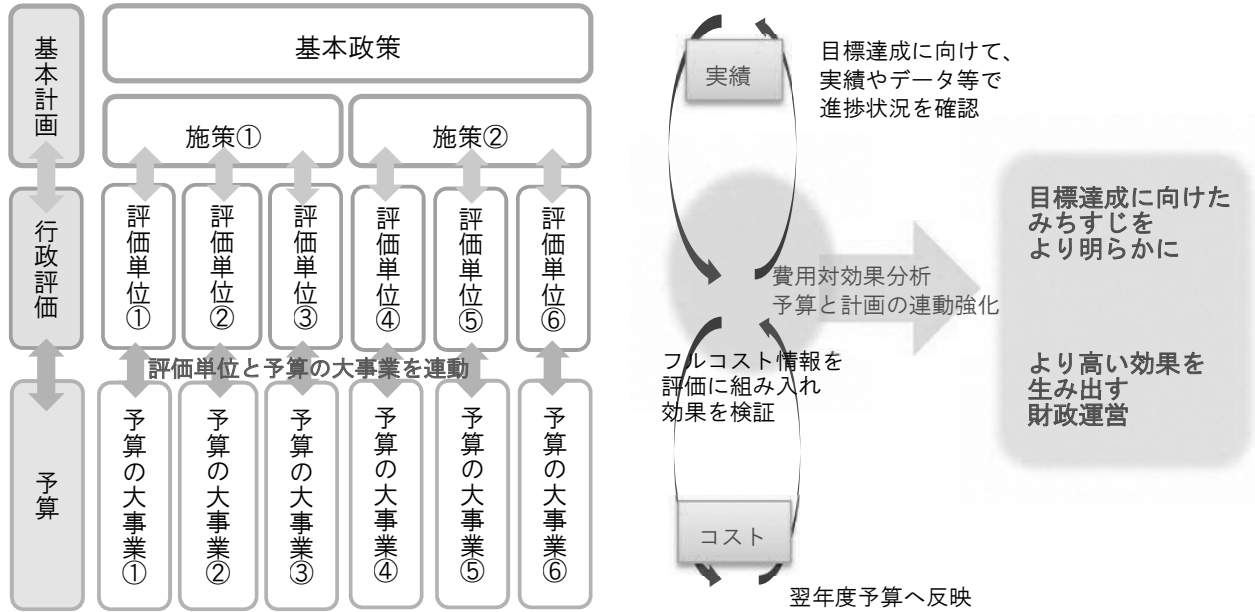 基本計画
基本政策
施策①
施策②
行政評価
評価単位①
評価単位②
評価単位③
評価単位④
評価単位⑤
評価単位⑥
評価単位と予算の大事業を連動
予算
予算の大事業①
予算の大事業②
予算の大事業③
予算の大事業④
予算の大事業⑤
予算の大事業⑥
実績
目標達成に向けて、
実績やデータ等で
進捗状況を確認
費用対効果分析
予算と計画の連動強化
フルコスト情報を
評価に組み入れ
効果を検証
コスト
翌年度予算へ反映
目標達成に向けた
みちすじを
より明らかに
より高い効果を
生み出す
財政運営